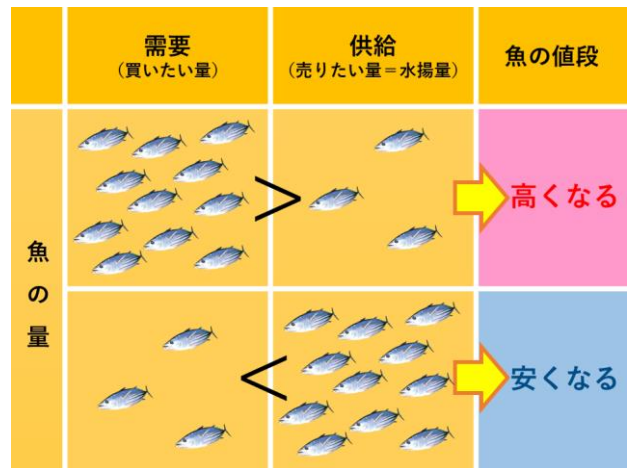 需要
(買いたい量)
供給
(売りたい量＝水揚量)
魚の値段
魚の量
＞
高くなる
＜
安くなる